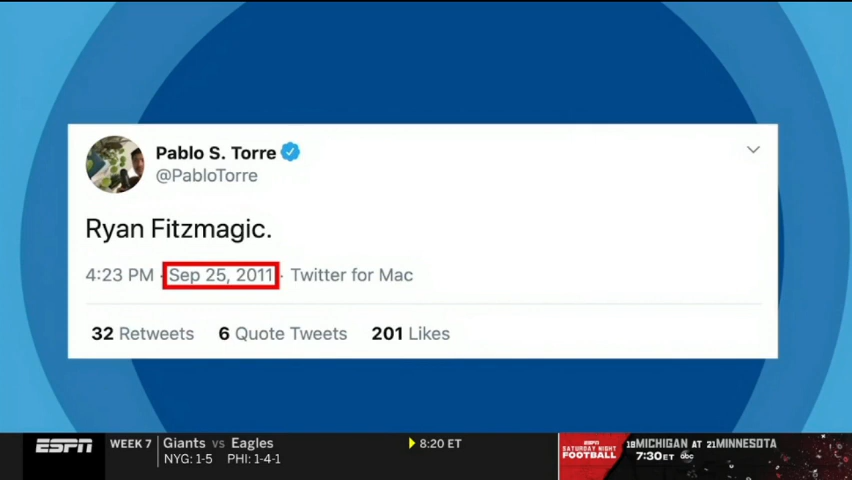 Pablo S. Torre
@PabloTorre
Ryan Fitzmagic.
4:23 PM · Sep 25, 2011 · Twitter for Mac
32 Retweets 6 Quote Tweets 201 Likes
ESPN WEEK 7 Giants vs Eagles 8:20 ET
NYG: 1-5 PHI: 1-4-1
ESPN SATURDAY NIGHT FOOTBALL
18 MICHIGAN AT 21 MINNESOTA
7:30 ET abc